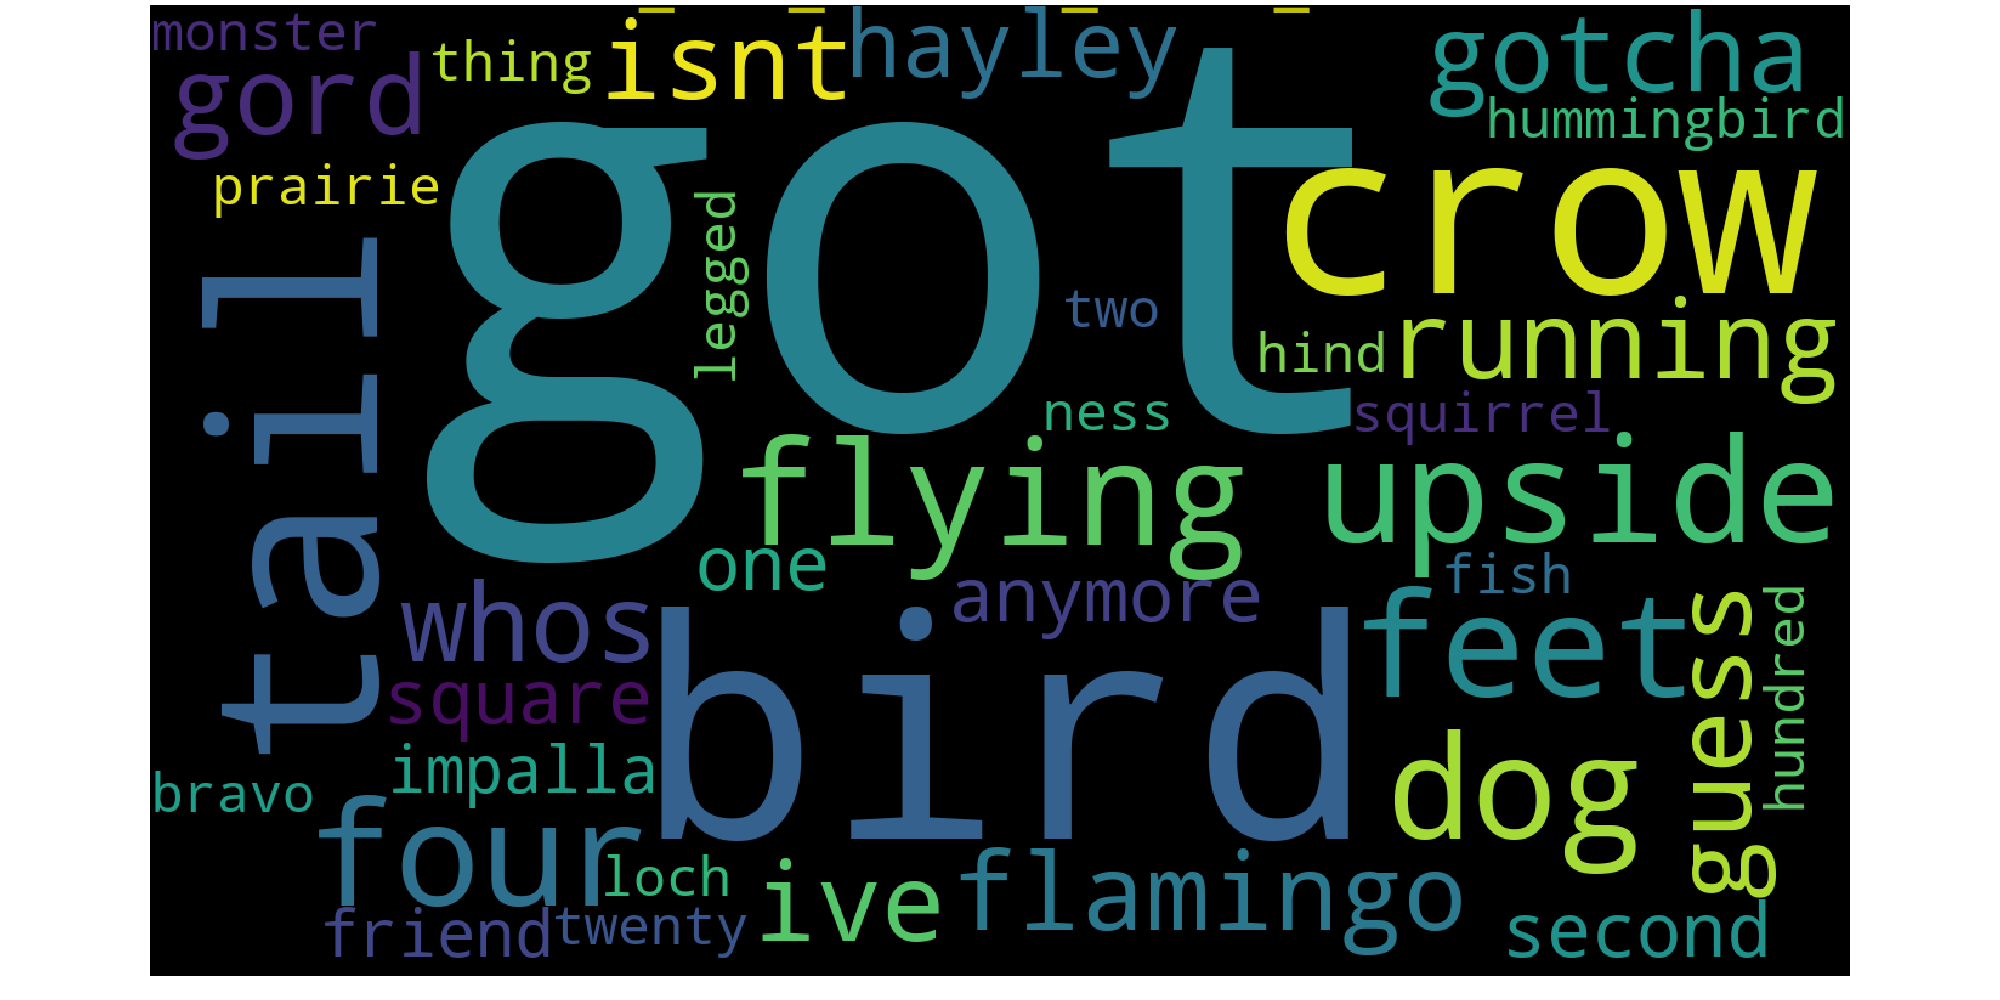 monster
thing
isnt
hayley
gotcha
gord
hummingbird
got
crow
prairie
legged
two
tail
hind
running
ness
squirrel
flying
upside
one
anymore
fish
whos
bird
feet
guess
hundred
square
impalla
dog
bravo
four
loch
ive
flamingo
friend
twenty
second